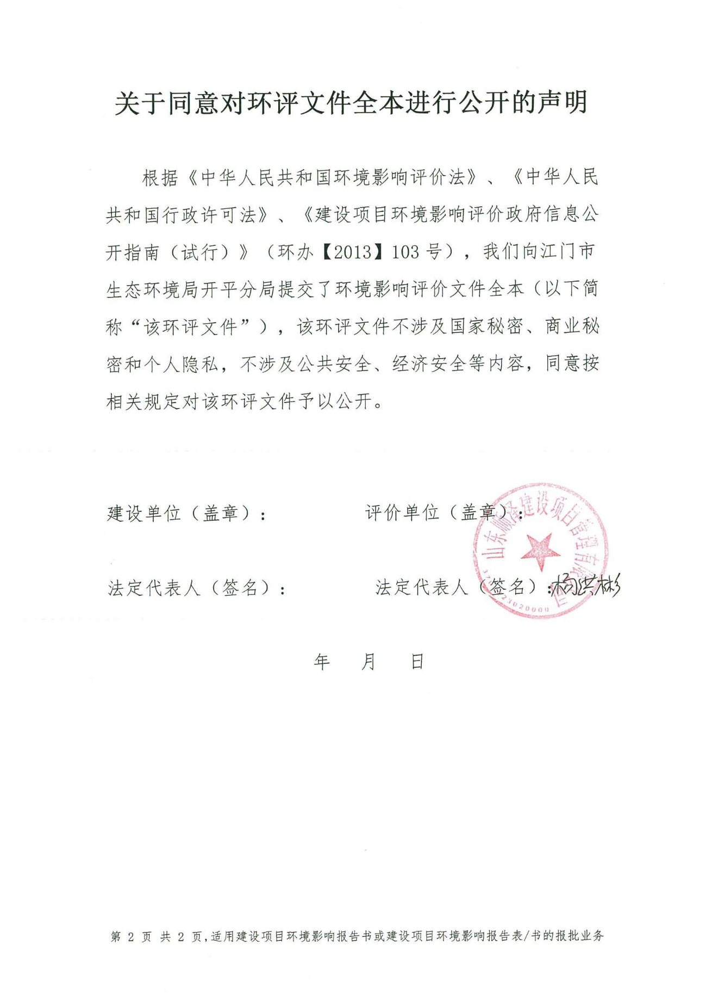 关于同意对环评文件全本进行公开的声明
根据《中华人民共和国环境影响评价法》、《中华人民
共和国行政许可法》、《建设项目环境影响评价政府信息公
开指南（试行）》（环办【2013】103 号），我们向江门市
生态环境局开平分局提交了环境影响评价文件全本（以下简
称“该环评文件”），该环评文件不涉及国家秘密、商业秘
密和个人隐私，不涉及公共安全、经济安全等内容，同意按
相关规定对该环评文件予以公开。
建设单位（盖章）： 评价单位（盖章）：
山东顺泽建设项目管理有限公司
法定代表人（签名）： 法定代表人（签名）：
23020000
年 月 日
第 2 页 共 2 页,适用建设项目环境影响报告书或建设项目环境影响报告表/书的报批业务